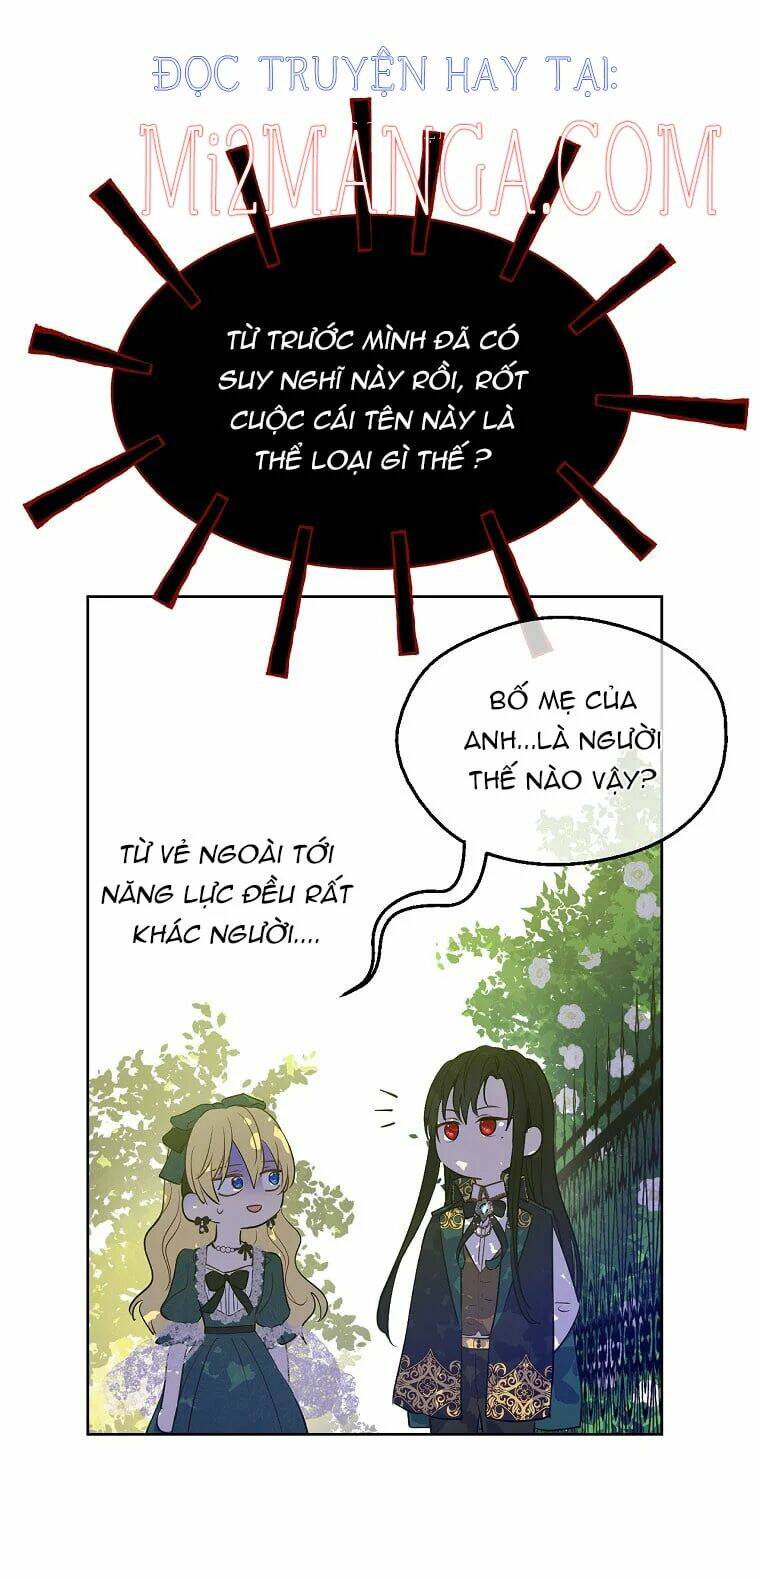 ĐỌC TRUYỆN HAY TẠI:
MI2MANGA.COM
TỪ TRƯỚC MÌNH ĐÃ CÓ
SUY NGHĨ NÀY RỒI, RỐT
CUỘC CÁI TÊN NÀY LÀ
THỂ LOẠI GÌ THẾ?
BỐ MẸ CỦA
ANH...LÀ NGƯỜI
THẾ NÀO VẬY?
TỪ VẺ NGOÀI TỚI
NĂNG LỰC ĐỀU RẤT
KHÁC NGƯỜI....